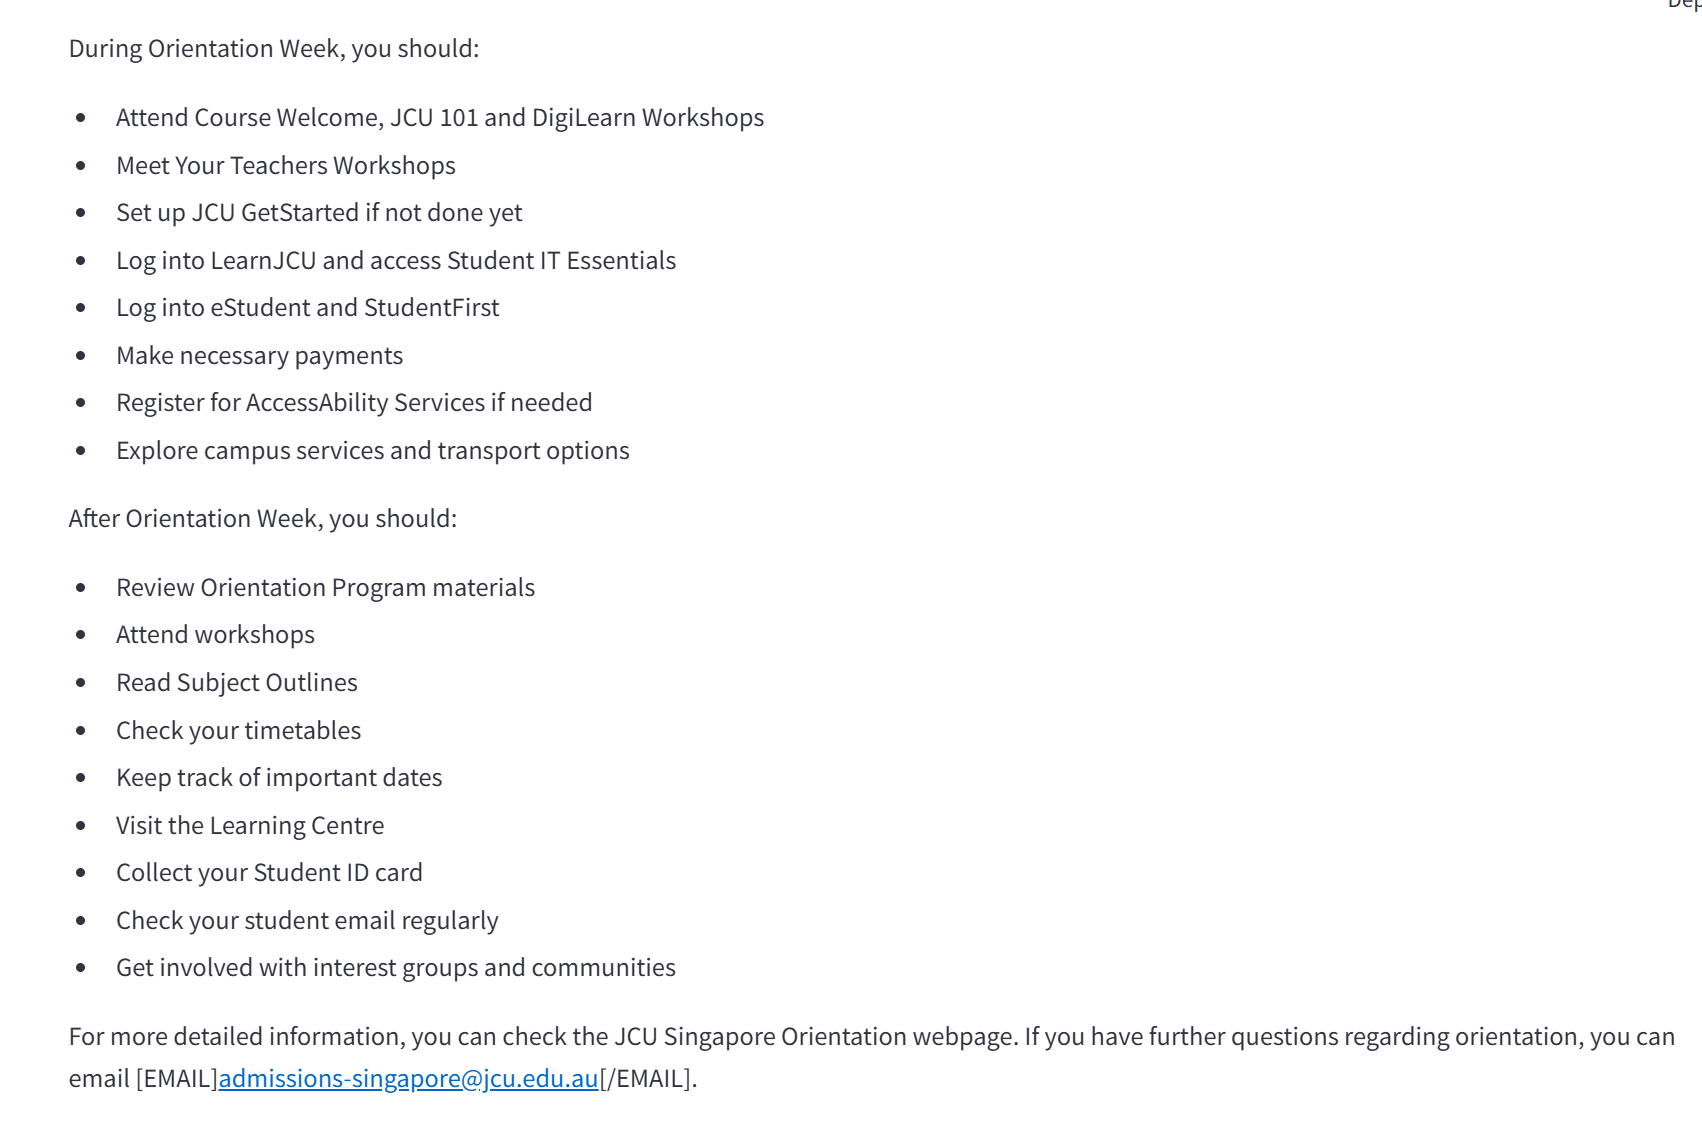 Dep
During Orientation Week, you should:
• Attend Course Welcome, JCU 101 and DigiLearn Workshops
• Meet Your Teachers Workshops
• Set up JCU GetStarted if not done yet
• Log into LearnJCU and access Student IT Essentials
• Log into eStudent and StudentFirst
• Make necessary payments
• Register for AccessAbility Services if needed
• Explore campus services and transport options
After Orientation Week, you should:
• Review Orientation Program materials
• Attend workshops
• Read Subject Outlines
• Check your timetables
• Keep track of important dates
• Visit the Learning Centre
• Collect your Student ID card
• Check your student email regularly
• Get involved with interest groups and communities
For more detailed information, you can check the JCU Singapore Orientation webpage. If you have further questions regarding orientation, you can
email [EMAIL]admissions-singapore@jcu.edu.au[/EMAIL].